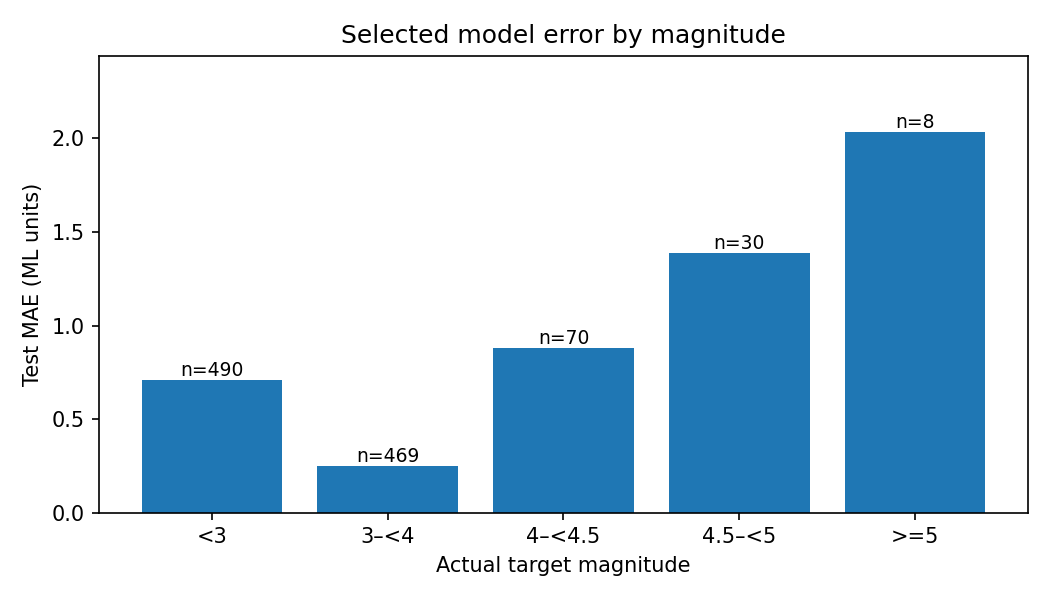 Selected model error by magnitude
Test MAE (ML units)
2.0
1.5
1.0
0.5
0.0
n=490
n=469
n=70
n=30
n=8
<3
3–<4
4–<4.5
4.5–<5
>=5
Actual target magnitude